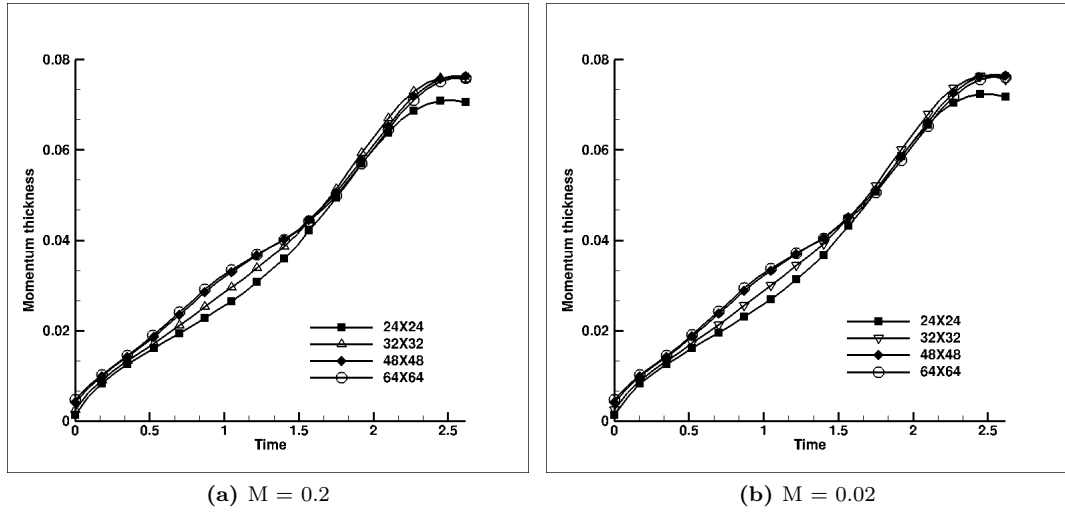 0.08
0.06
0.04
0.02
0
Momentum thickness
0 0.5 1 1.5 2 2.5
Time
24X24
32X32
48X48
64X64
(a) M = 0.2
0.08
0.06
0.04
0.02
0
Momentum thickness
0 0.5 1 1.5 2 2.5
Time
24X24
32X32
48X48
64X64
(b) M = 0.02